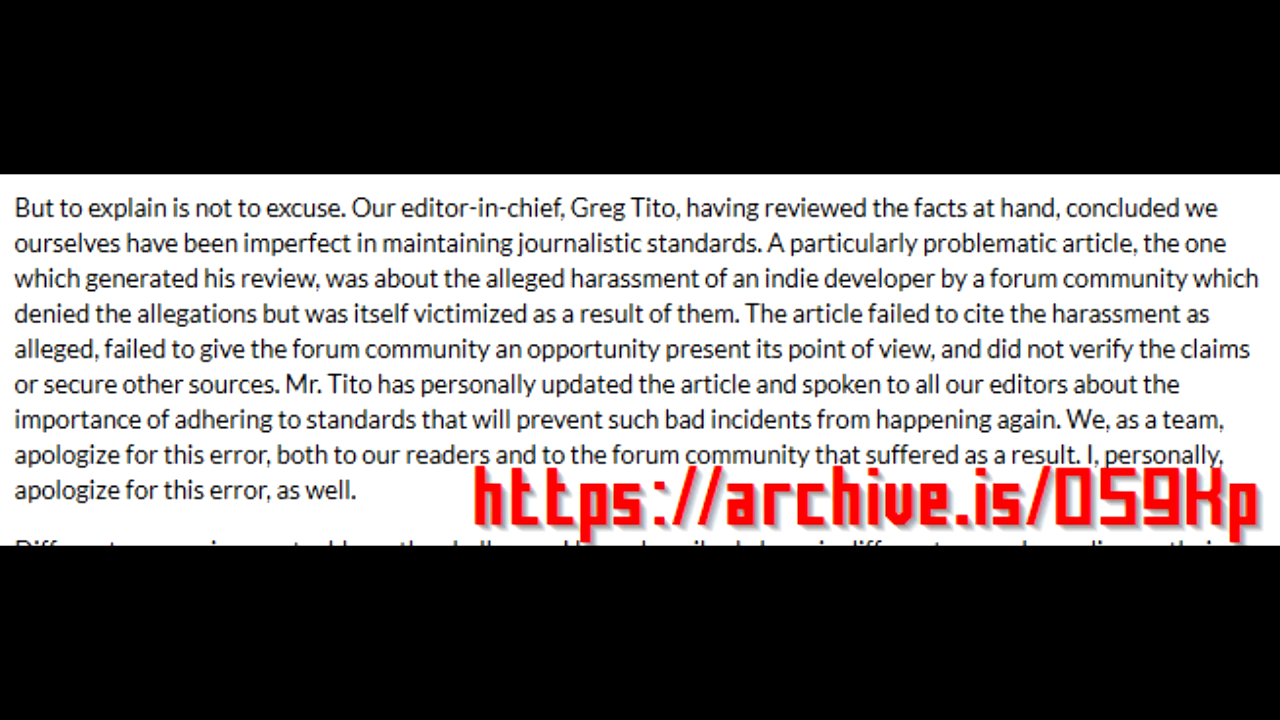 But to explain is not to excuse. Our editor-in-chief, Greg Tito, having reviewed the facts at hand, concluded we
ourselves have been imperfect in maintaining journalistic standards. A particularly problematic article, the one
which generated his review, was about the alleged harassment of an indie developer by a forum community which
denied the allegations but was itself victimized as a result of them. The article failed to cite the harassment as
alleged, failed to give the forum community an opportunity present its point of view, and did not verify the claims
or secure other sources. Mr. Tito has personally updated the article and spoken to all our editors about the
importance of adhering to standards that will prevent such bad incidents from happening again. We, as a team,
apologize for this error, both to our readers and to the forum community that suffered as a result. I, personally,
apologize for this error, as well.
https://archive.is/059Kp